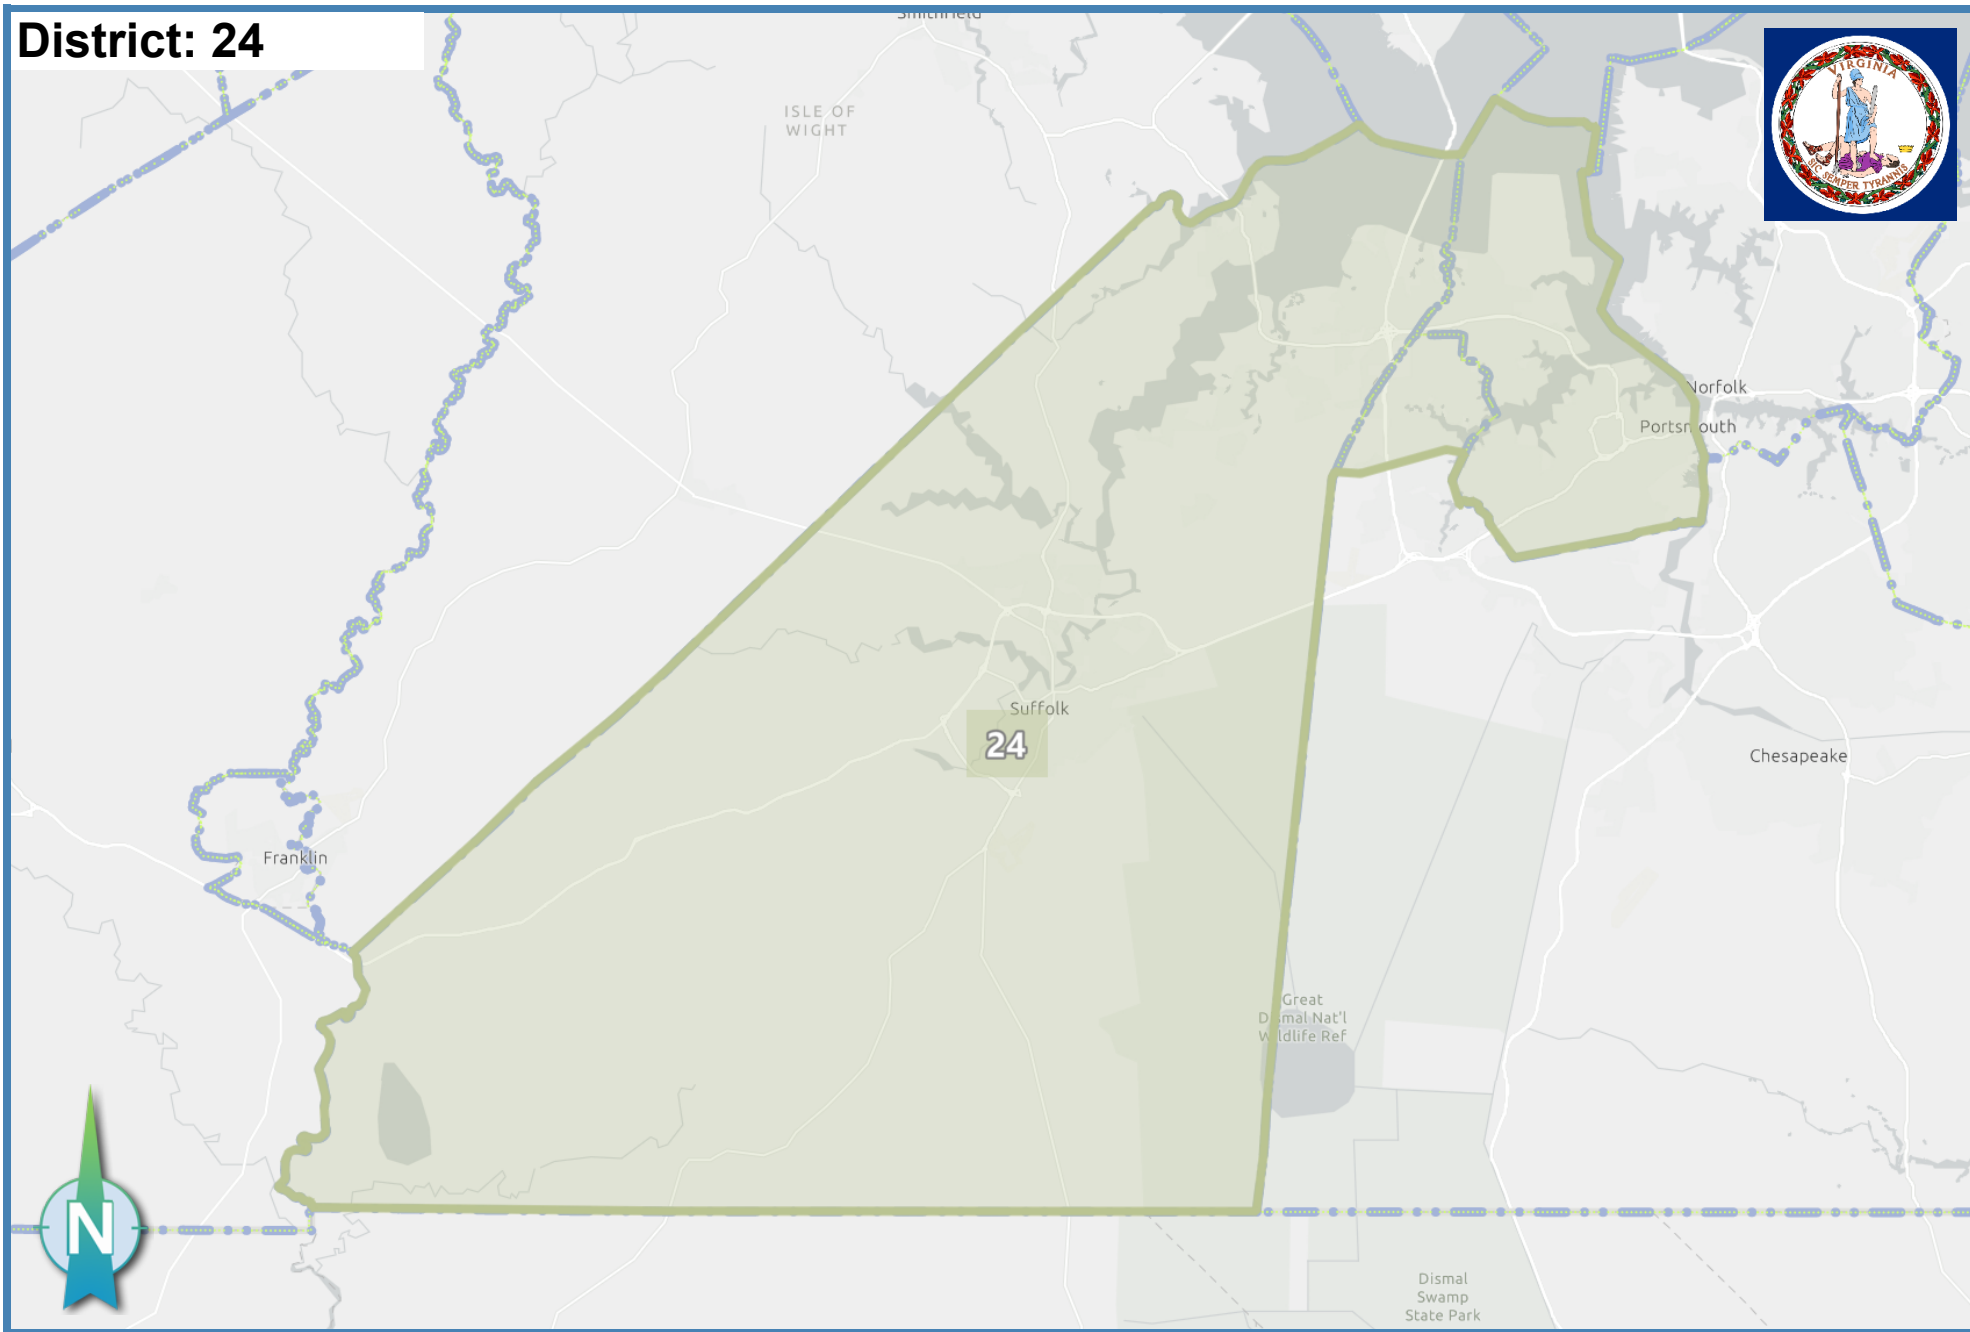 District: 24
Smithfield
VIRGINIA
SIC SEMPER TYRANNIS
ISLE OF
WIGHT
Norfolk
Portsmouth
Suffolk
24
Chesapeake
Franklin
Great
Dismal Nat'l
Wildlife Ref
N
Dismal
Swamp
State Park